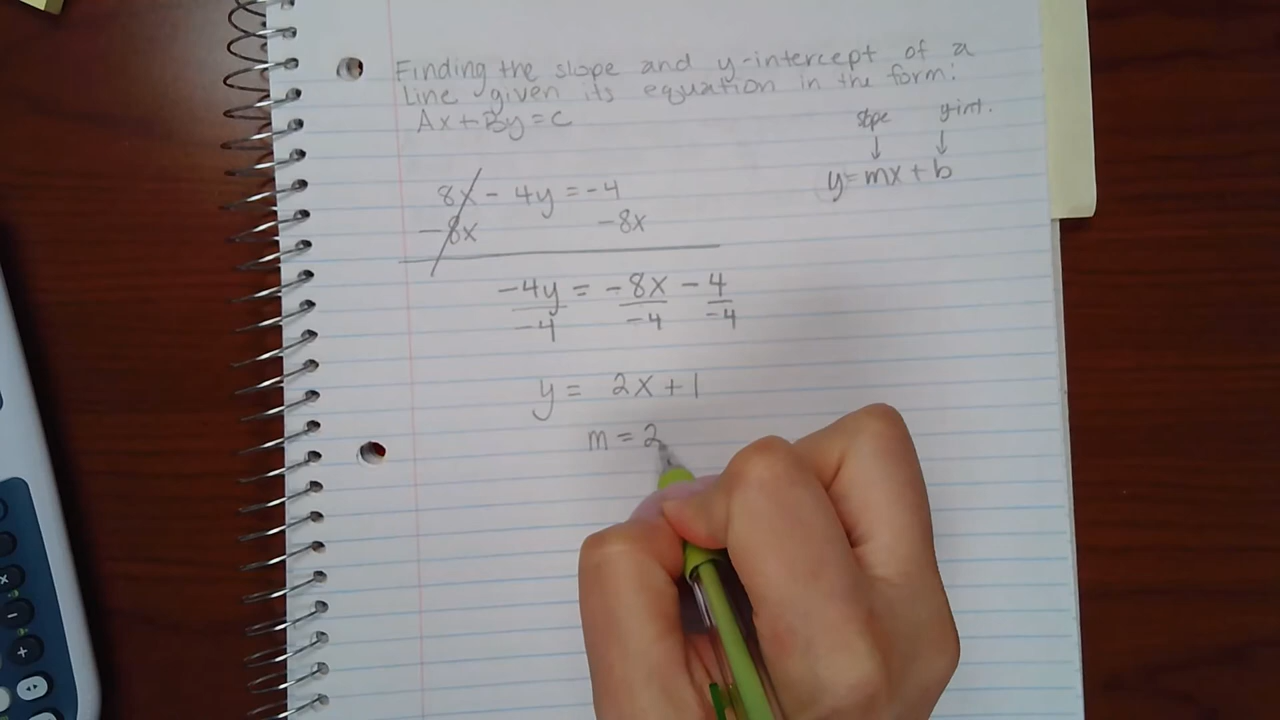 Finding the slope and y-intercept of a
Line given its equation in the form:
Ax+By=C
slope y-int.
↓ ↓
y=mx+b
8x - 4y = -4
-8x -8x
-4y = -8x - 4
-4 -4 -4
y = 2x + 1
m = 2
x
-
+